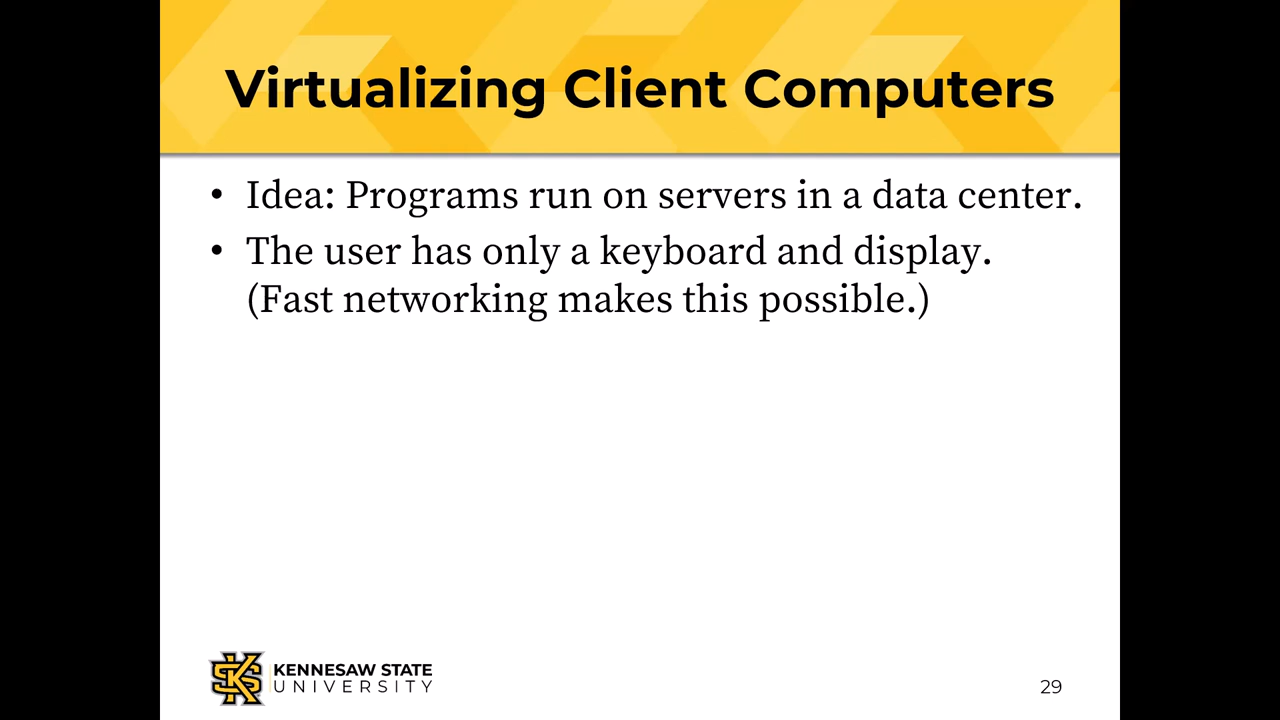 Virtualizing Client Computers
• Idea: Programs run on servers in a data center.
• The user has only a keyboard and display.
(Fast networking makes this possible.)
KENNESAW STATE
UNIVERSITY
29